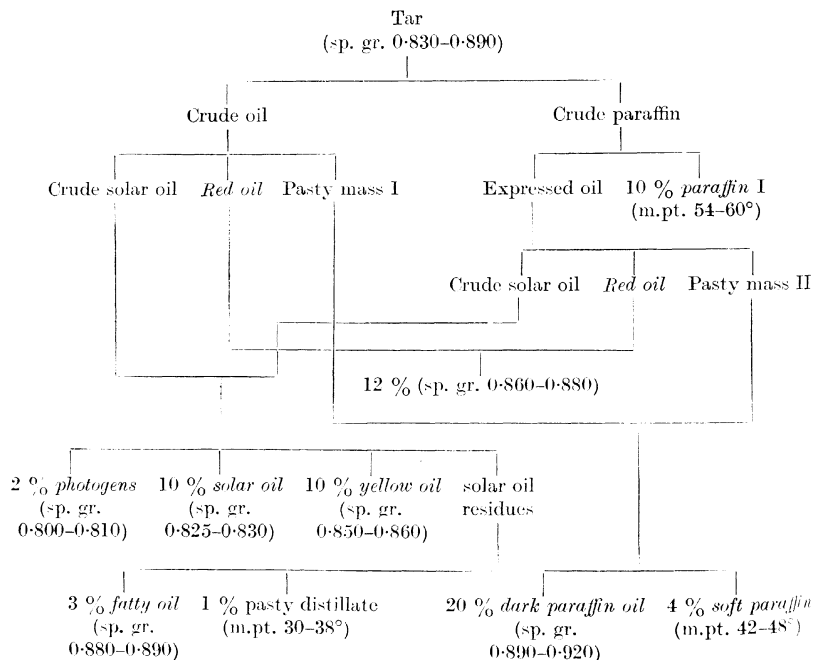 Tar
(sp. gr. 0·830–0·890)
Crude oil
Crude paraffin
Crude solar oil Red oil Pasty mass I
Expressed oil 10 % paraffin I
(m.pt. 54–60°)
Crude solar oil Red oil Pasty mass II
12 % (sp. gr. 0·860–0·880)
2 % photogens 10 % solar oil 10 % yellow oil solar oil
(sp. gr. (sp. gr. (sp. gr. residues
0·800–0·810) 0·825–0·830) 0·850–0·860)
3 % fatty oil 1 % pasty distillate 20 % dark paraffin oil 4 % soft paraffin
(sp. gr. (m.pt. 30–38°) (sp. gr. (m.pt. 42–48°)
0·880–0·890) 0·890–0·920)